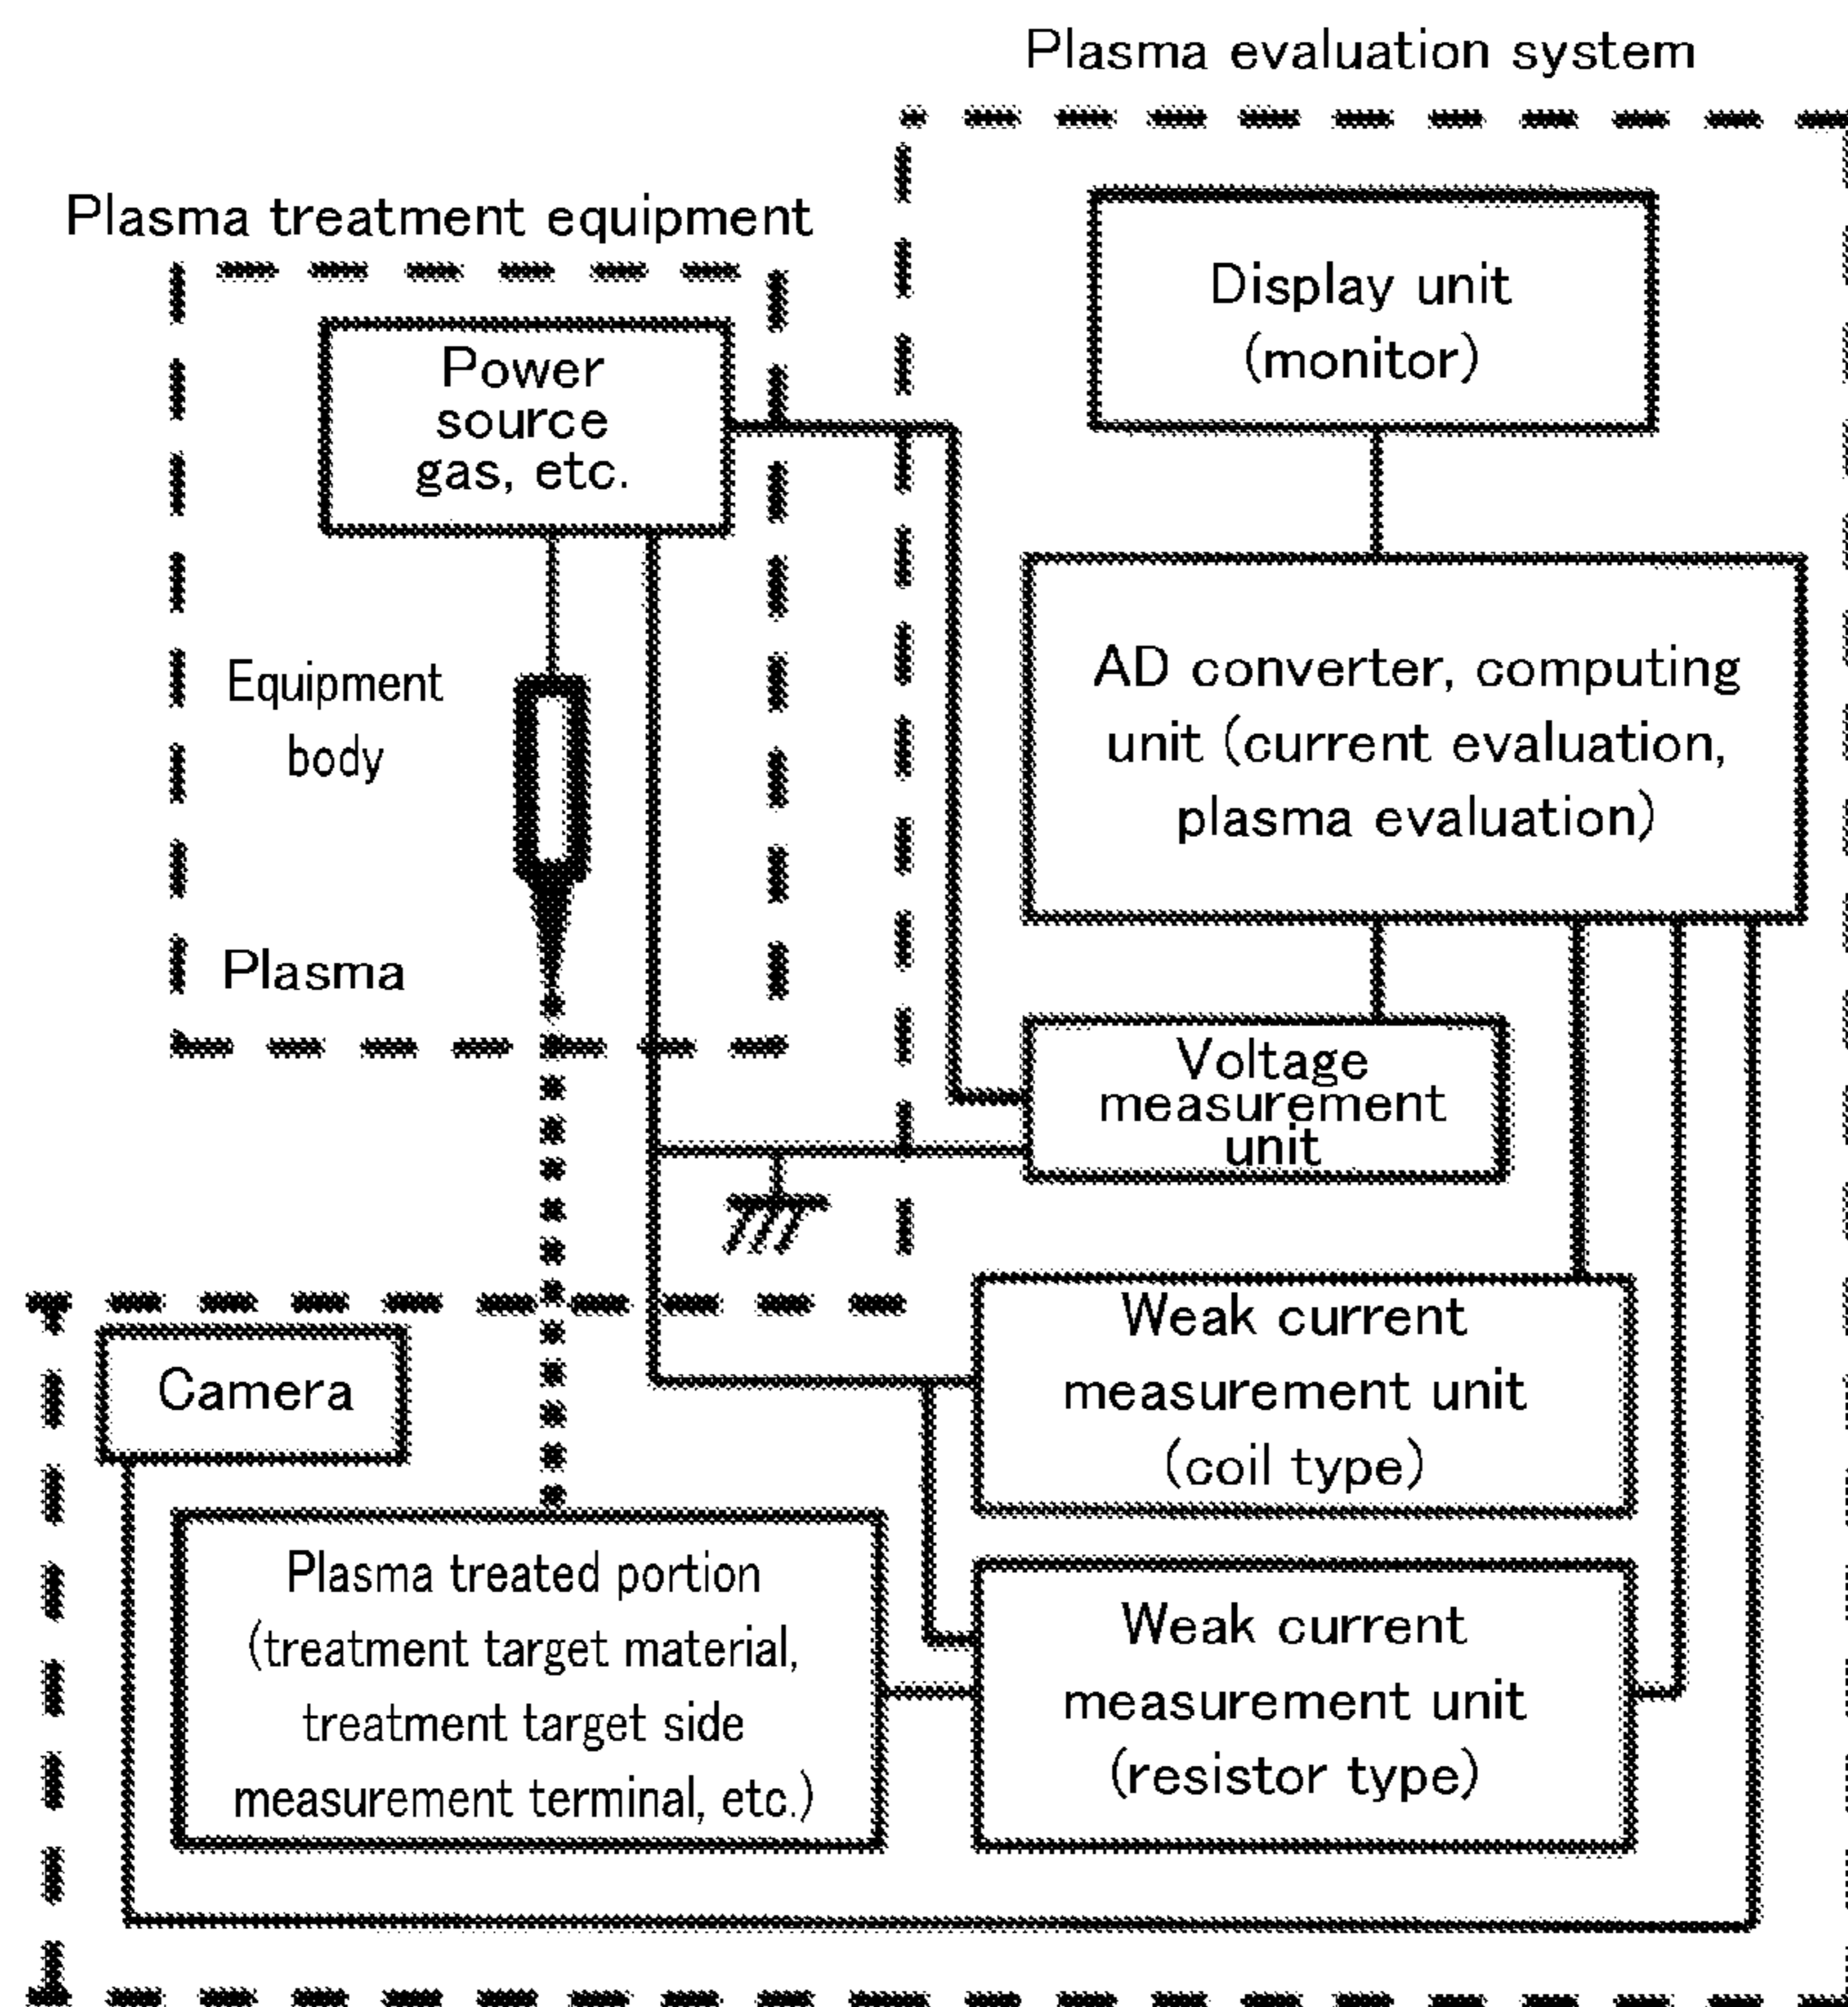 Plasma evaluation system
Plasma treatment equipment
Display unit
(monitor)
Power
source
gas, etc.
AD converter, computing
unit (current evaluation,
plasma evaluation)
Equipment
body
Plasma
Voltage
measurement
unit
Weak current
measurement unit
(coil type)
Camera
Plasma treated portion
(treatment target material,
treatment target side
measurement terminal, etc.)
Weak current
measurement unit
(resistor type)